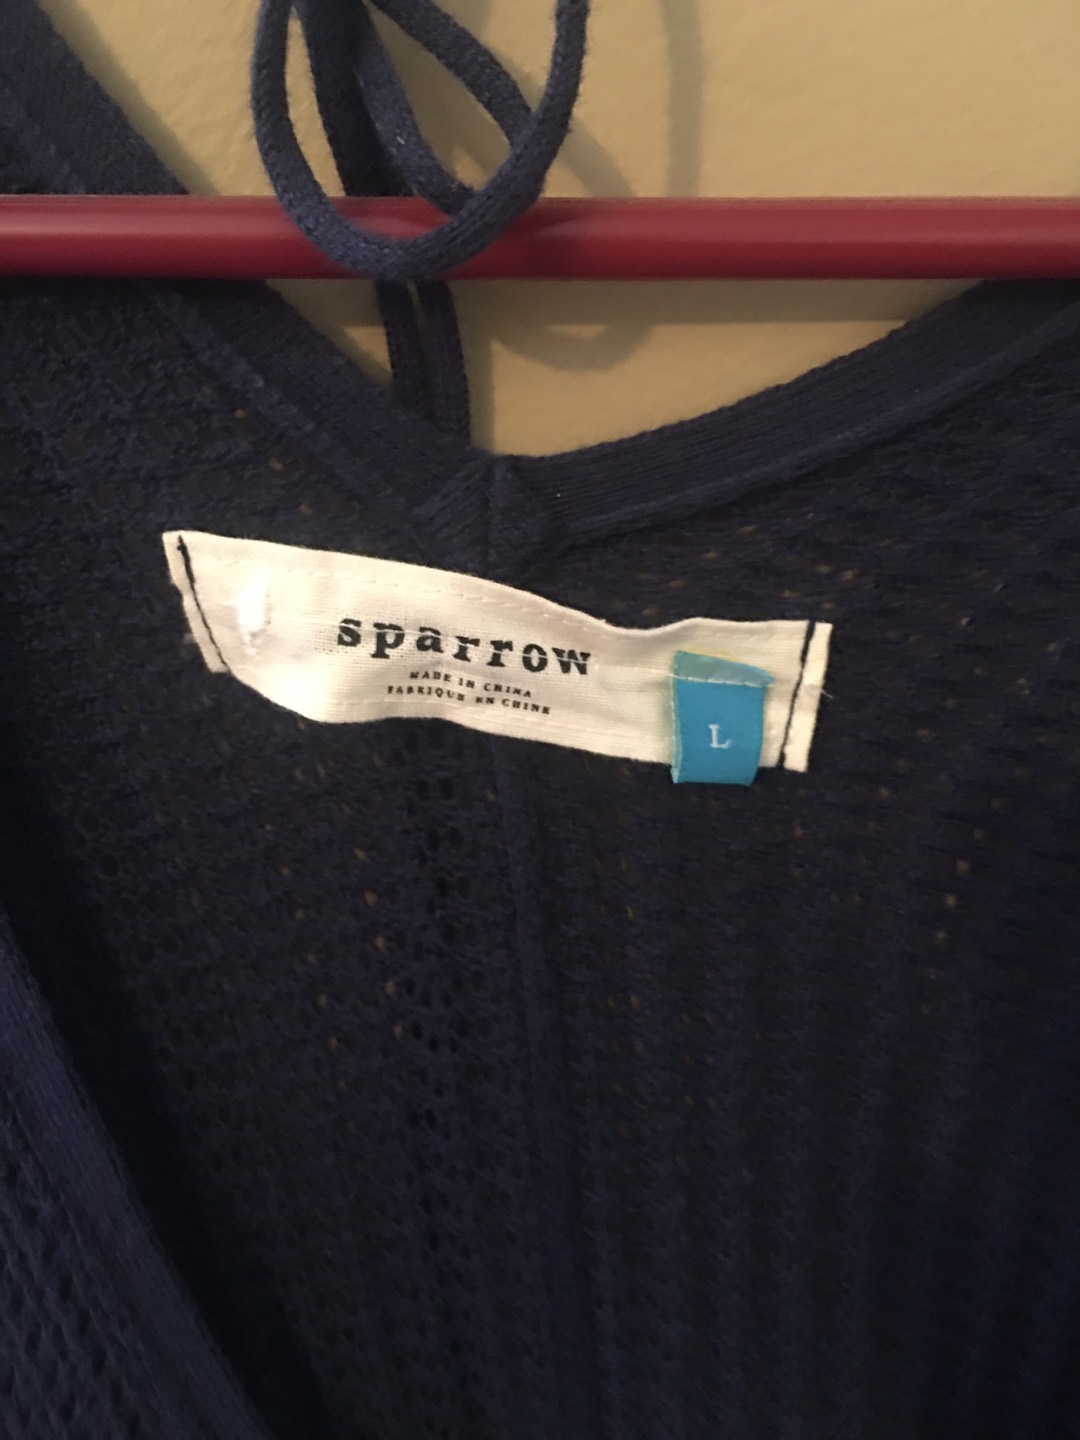 sparrow
MADE IN CHINA
FABRIQUE EN CHINE
L